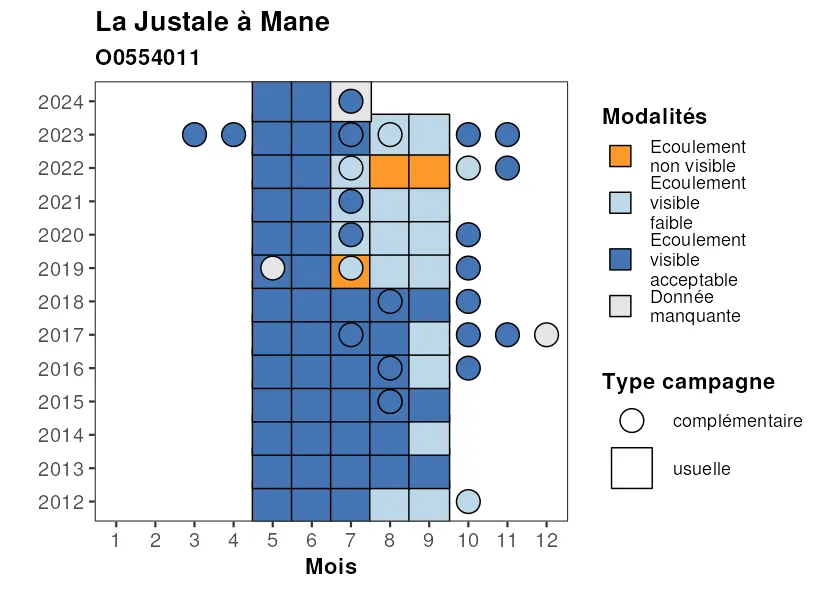 La Justale à Mane
O0554011
2024
2023
2022
2021
2020
2019
2018
2017
2016
2015
2014
2013
2012
1 2 3 4 5 6 7 8 9 10 11 12
Mois
Modalités
Ecoulement
non visible
Ecoulement
visible
faible
Ecoulement
visible
acceptable
Donnée
manquante
Type campagne
complémentaire
usuelle